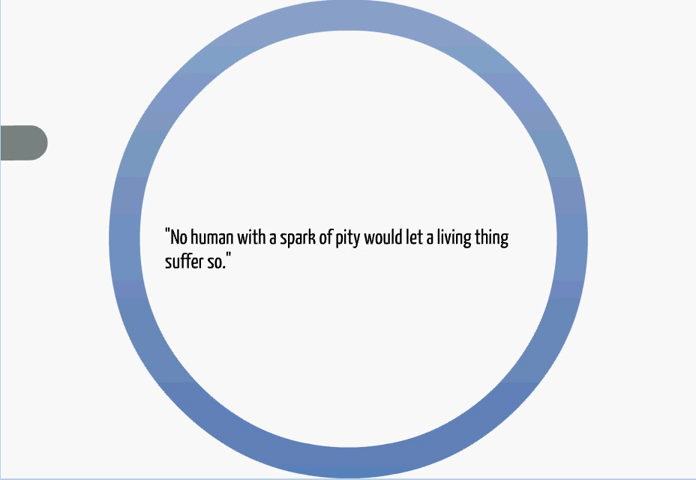 "No human with a spark of pity would let a living thing
suffer so."